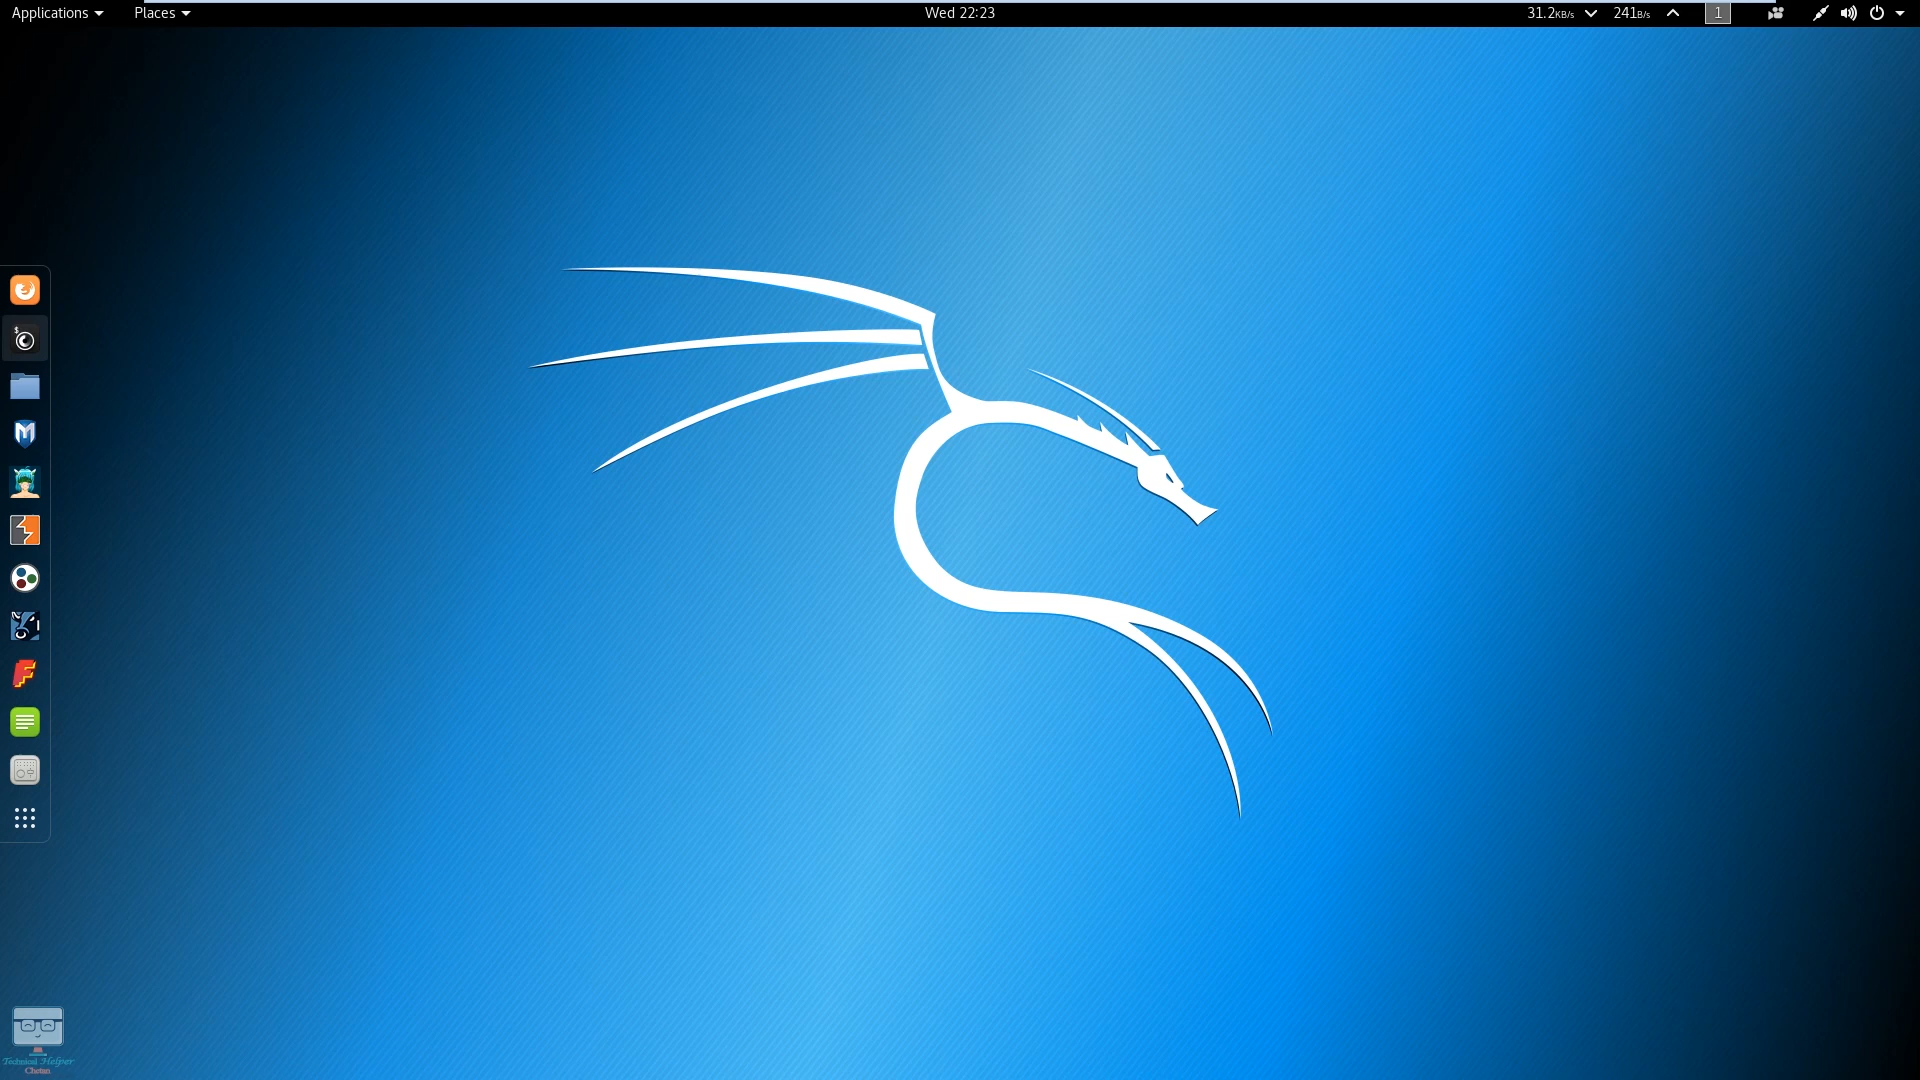 Applications
Places
Wed 22:23
31.2KB/s
241B/s
1
Technical Helper
Chetan